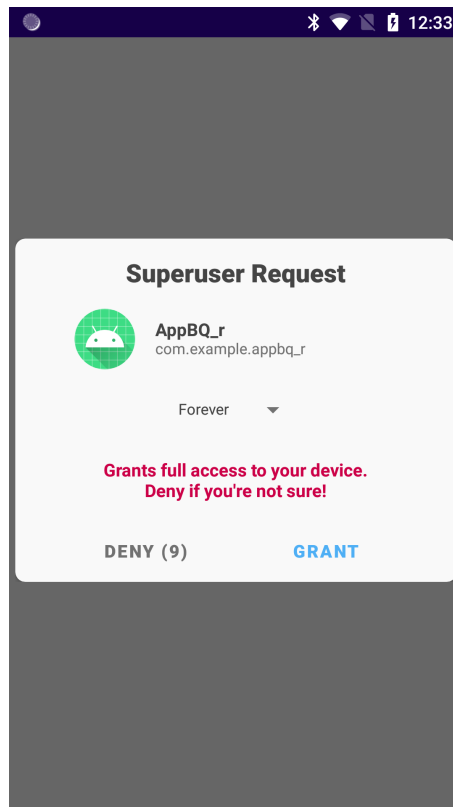 12:33
Superuser Request
AppBQ_r
com.example.appbq_r
Forever
Grants full access to your device.
Deny if you're not sure!
DENY (9)
GRANT